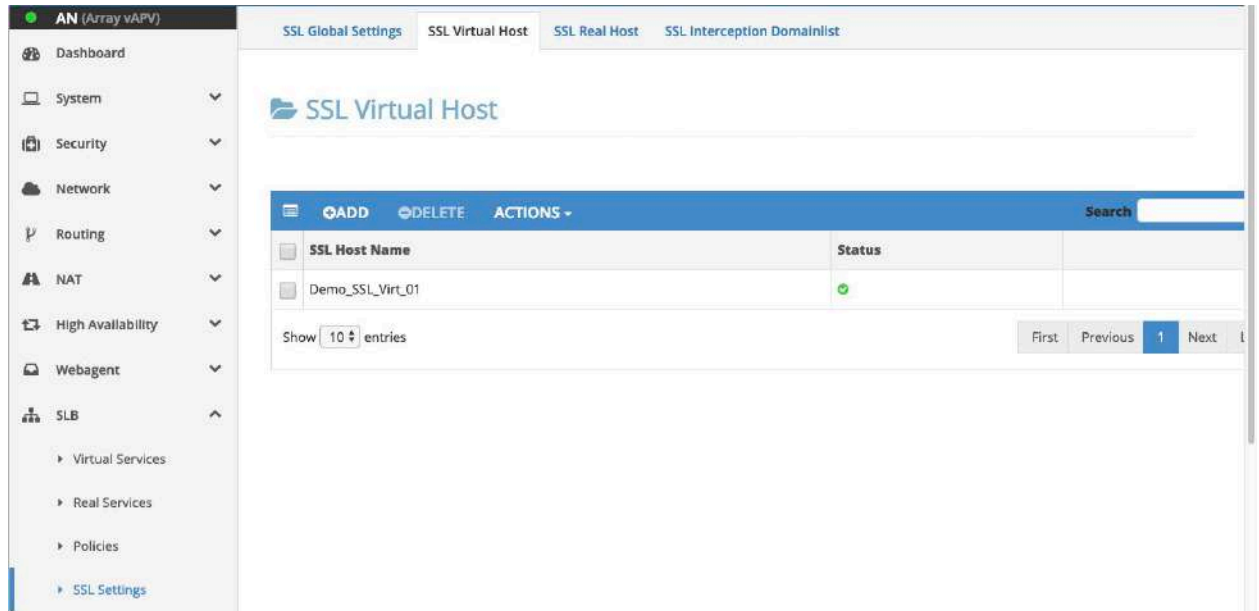 AN (Array vAPV)
Dashboard
System
Security
Network
Routing
NAT
High Availability
Webagent
SLB
Virtual Services
Real Services
Policies
SSL Settings
SSL Global Settings SSL Virtual Host SSL Real Host SSL Interception Domainlist
SSL Virtual Host
ADD DELETE ACTIONS Search
SSL Host Name Status
Demo_SSL_Virt_01
Show 10 entries First Previous 1 Next